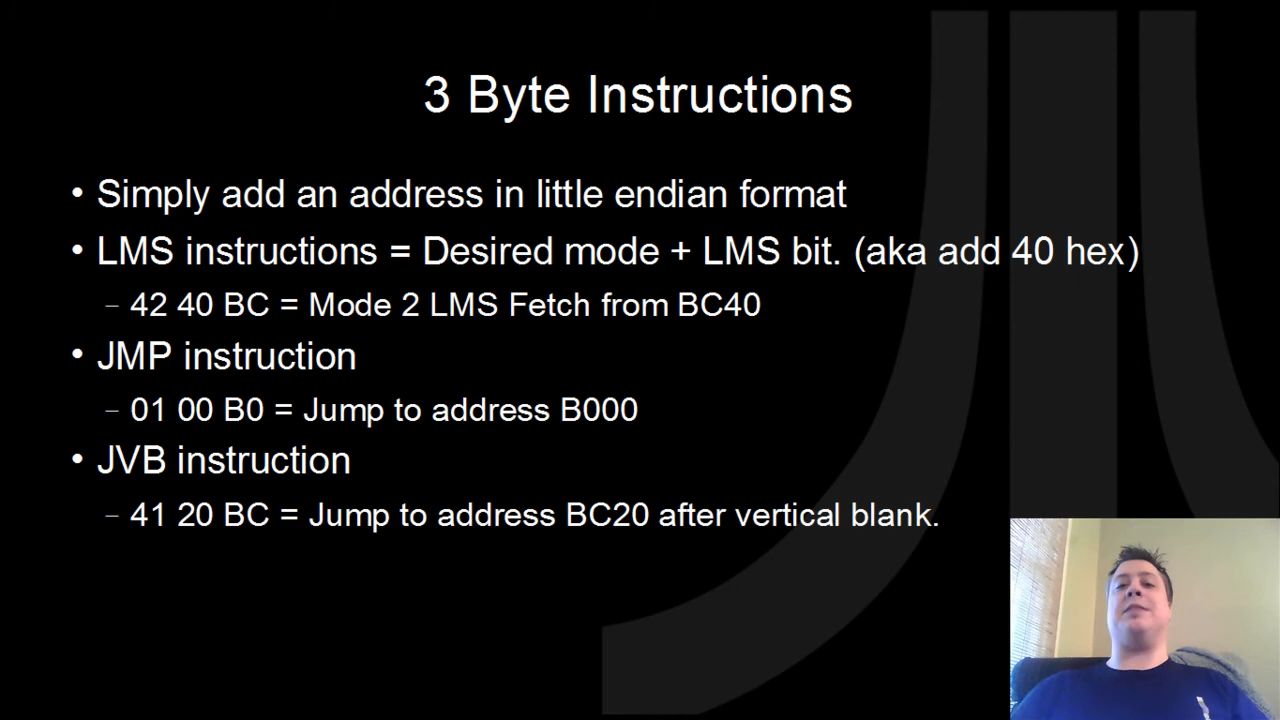 3 Byte Instructions
• Simply add an address in little endian format
• LMS instructions = Desired mode + LMS bit. (aka add 40 hex)
– 42 40 BC = Mode 2 LMS Fetch from BC40
• JMP instruction
– 01 00 B0 = Jump to address B000
• JVB instruction
– 41 20 BC = Jump to address BC20 after vertical blank.